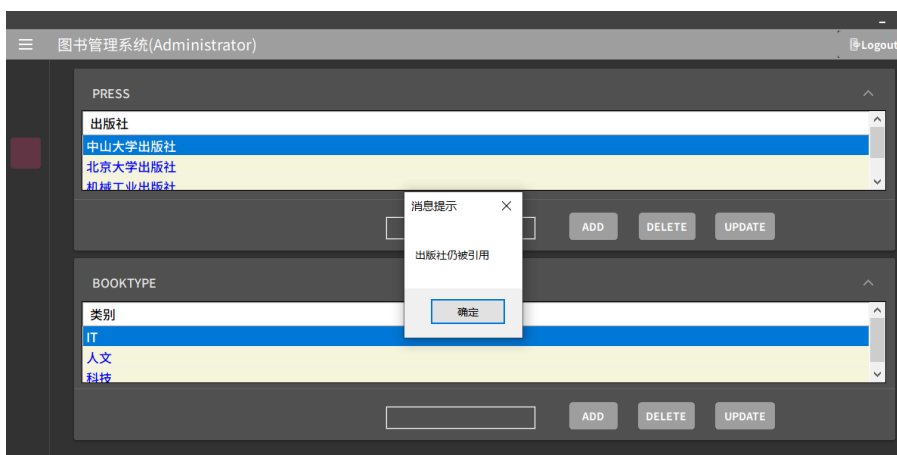 图书管理系统(Administrator)
Logout
PRESS
出版社
中山大学出版社
北京大学出版社
机械工业出版社
消息提示
出版社仍被引用
确定
ADD DELETE UPDATE
BOOKTYPE
类别
IT
人文
科技
ADD DELETE UPDATE